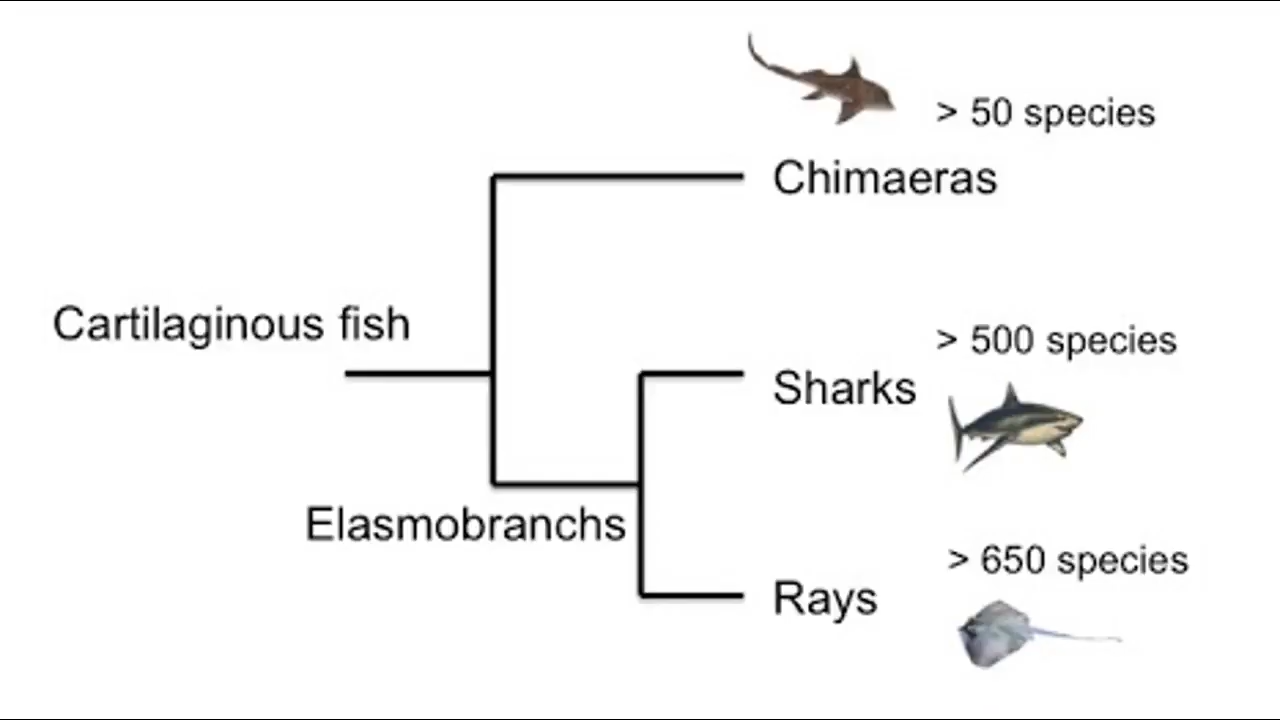 > 50 species
Chimaeras
Cartilaginous fish
> 500 species
Sharks
Elasmobranchs
> 650 species
Rays